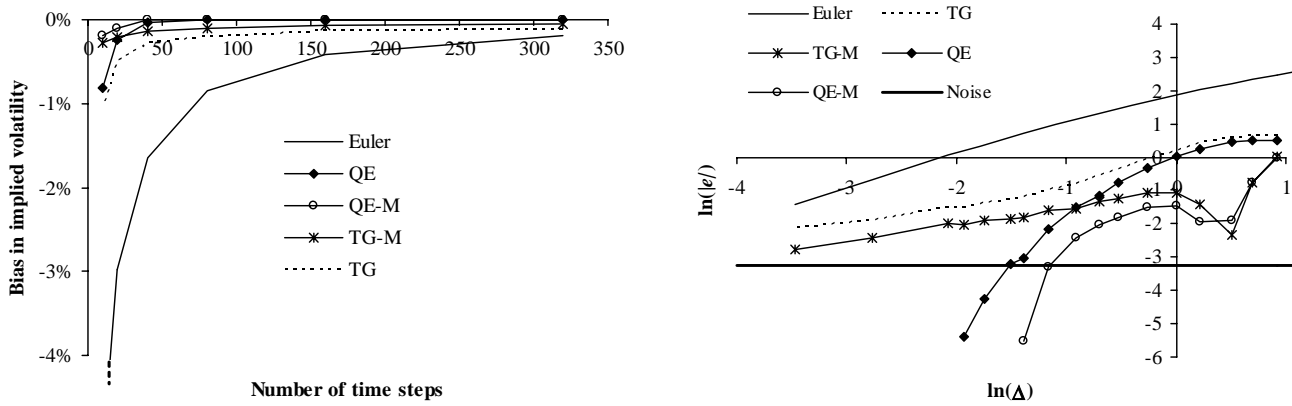 0%
0 50 100 150 200 250 300 350
-1%
-2%
-3%
-4%
Bias in implied volatility
Euler
QE
QE-M
TG-M
TG
Number of time steps
Euler
TG
TG-M
QE
QE-M
Noise
4
3
2
1
0
-1
-2
-3
-4
-5
-6
-4 -3 -2 -1 0 1
ln(|e|)
ln(Δ)